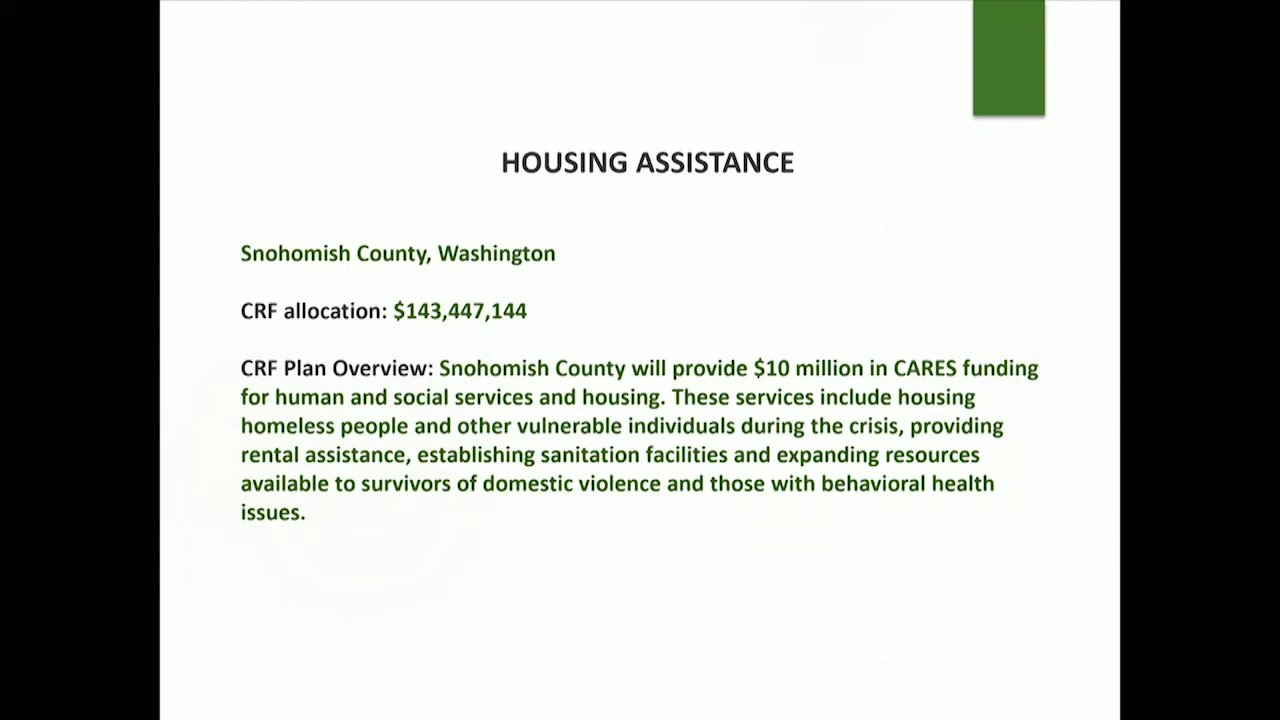 HOUSING ASSISTANCE
Snohomish County, Washington
CRF allocation: $143,447,144
CRF Plan Overview: Snohomish County will provide $10 million in CARES funding
for human and social services and housing. These services include housing
homeless people and other vulnerable individuals during the crisis, providing
rental assistance, establishing sanitation facilities and expanding resources
available to survivors of domestic violence and those with behavioral health
issues.